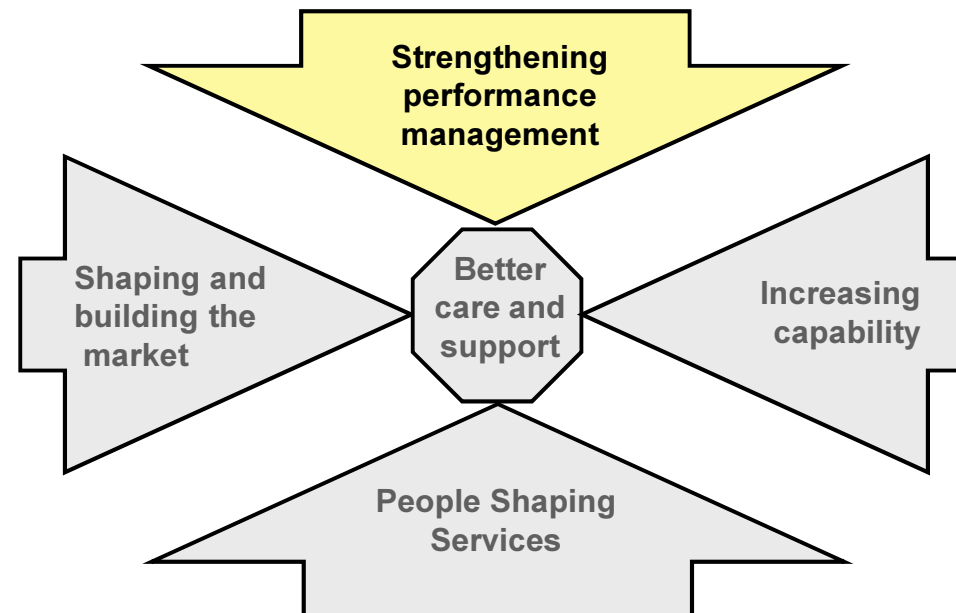 Strengthening
performance
management
Shaping and
building the
market
Better
care and
support
Increasing
capability
People Shaping
Services